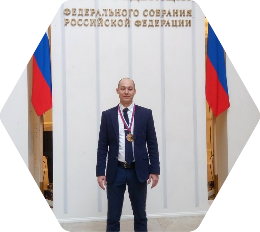 ФЕДЕРАЛЬНОГО СОБРАНИЯ
РОССИЙСКОЙ ФЕДЕРАЦИИ